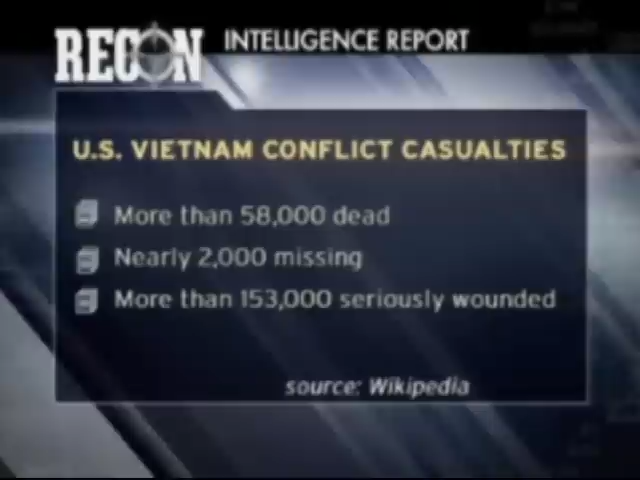 RECON INTELLIGENCE REPORT
U.S. VIETNAM CONFLICT CASUALTIES
More than 58,000 dead
Nearly 2,000 missing
More than 153,000 seriously wounded
source: Wikipedia